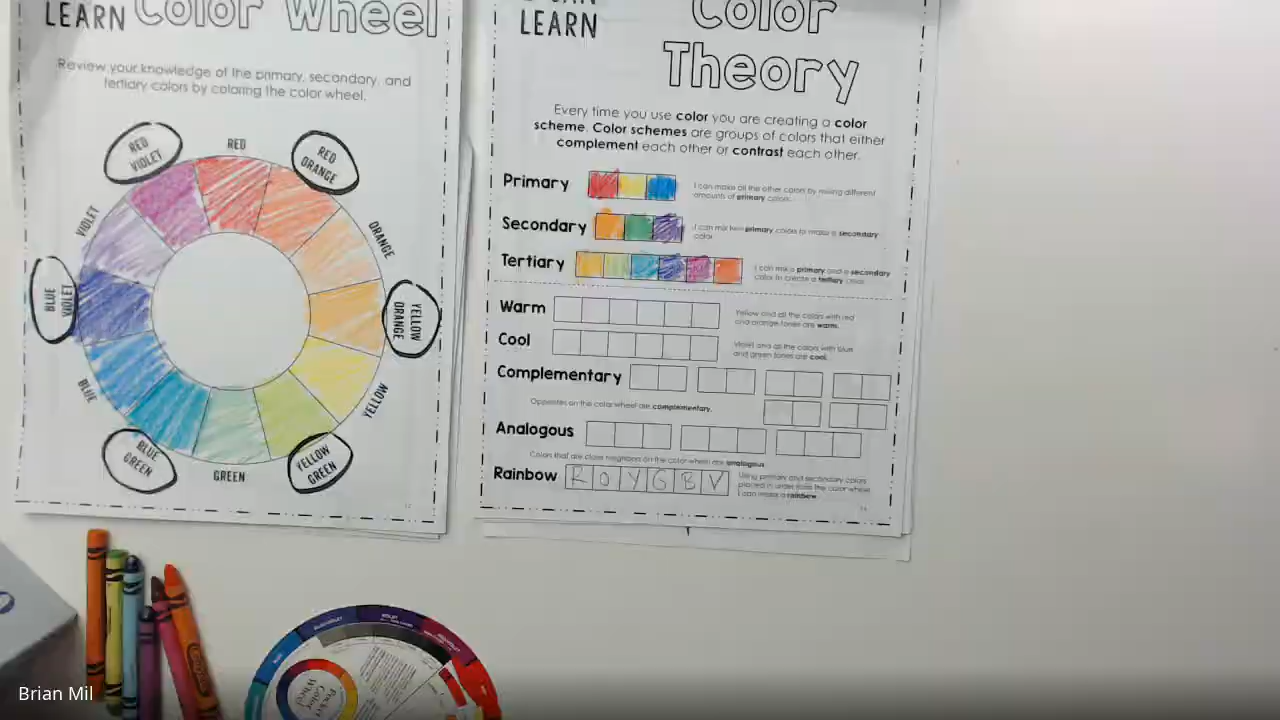 LEARN Color Wheel
Review your knowledge of the primary, secondary, and
tertiary colors by coloring the color wheel.
RED
VIOLET
RED
RED
ORANGE
VIOLET
ORANGE
BLUE
VIOLET
YELLOW
ORANGE
BLUE
YELLOW
BLUE
GREEN
GREEN
YELLOW
GREEN
LEARN
Color
Theory
Every time you use color you are creating a color
scheme. Color schemes are groups of colors that either
complement each other or contrast each other.
Primary
I can make all the other colors by mixing different
amounts of primary colors.
Secondary
I can mix two primary colors to make a secondary
color.
Tertiary
I can mix a primary and a secondary
color to create a tertiary color.
Warm
Yellow and all the colors with red
and orange tones are warm.
Cool
Violet and all the colors with blue
and green tones are cool.
Complementary
Opposites on the color wheel are complementary.
Analogous
Colors that are close neighbors on the color wheel are analogous.
Rainbow R O Y G B V
Using primary and secondary colors
placed in order from the color wheel
I can make a rainbow.
Pocket
Color
Wheel
Brian Mil